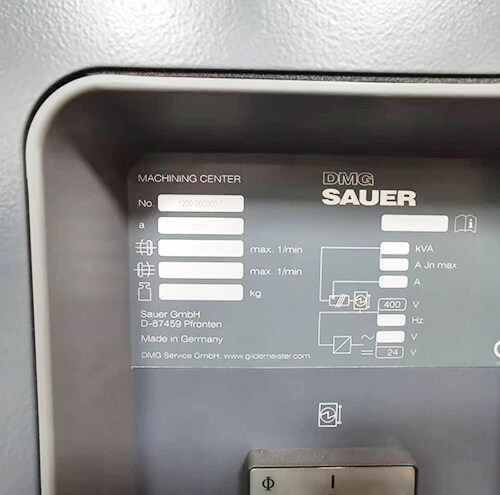 MACHINING CENTER
DMG
SAUER
No.
a
max. 1/min
max. 1/min
kg
kVA
A Jn max
A
400 V
Hz
V
24 V
Sauer GmbH
D-87459 Pfronten
Made in Germany
DMG Service GmbH. www.gildemeister.com